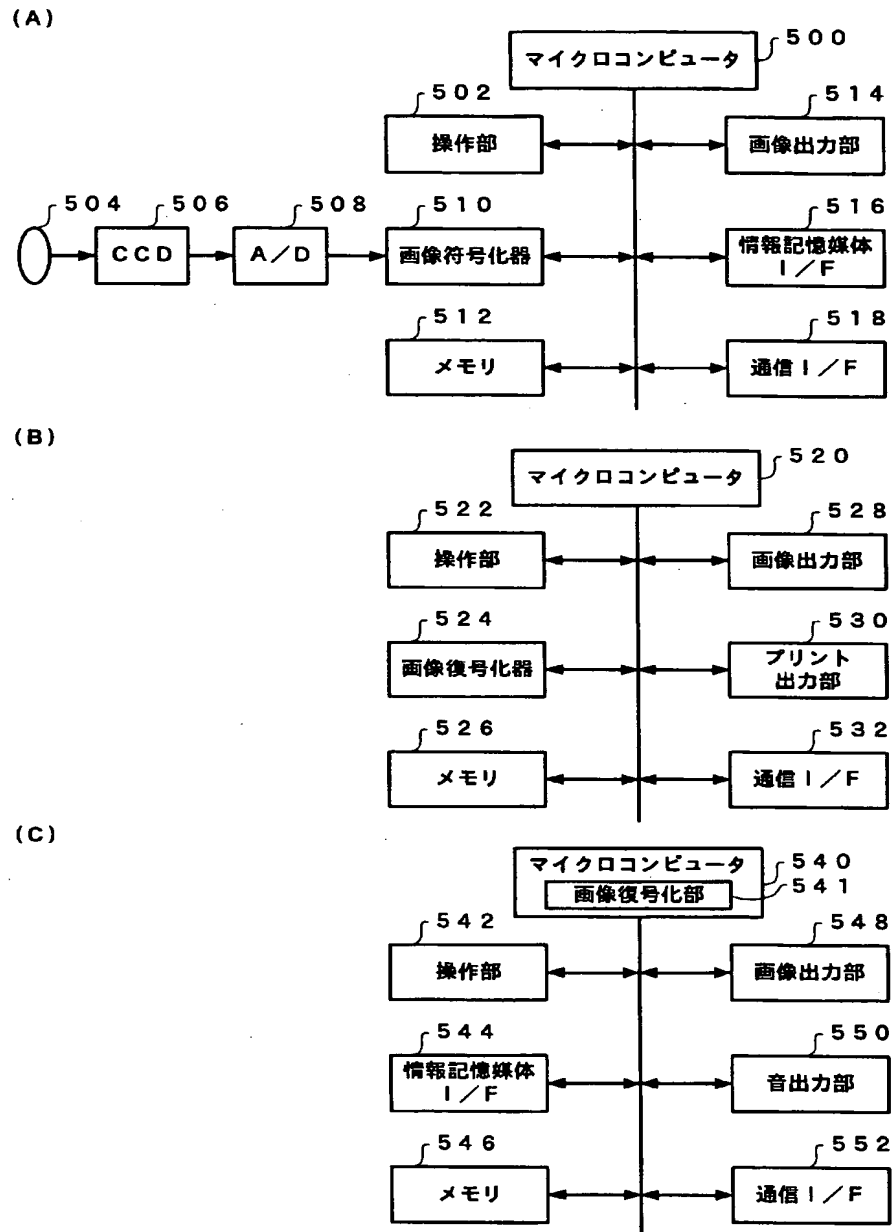 (A)
マイクロコンピュータ 500
502 514
操作部 画像出力部
504 506 508 510 516
CCD A/D 画像符号化器 情報記憶媒体
I/F
512 518
メモリ 通信I/F
(B)
マイクロコンピュータ 520
522 528
操作部 画像出力部
524 530
画像復号化器 プリント
出力部
526 532
メモリ 通信I/F
(C)
マイクロコンピュータ 540
画像復号化部 541
542 548
操作部 画像出力部
544 550
情報記憶媒体 音出力部
I/F
546 552
メモリ 通信I/F